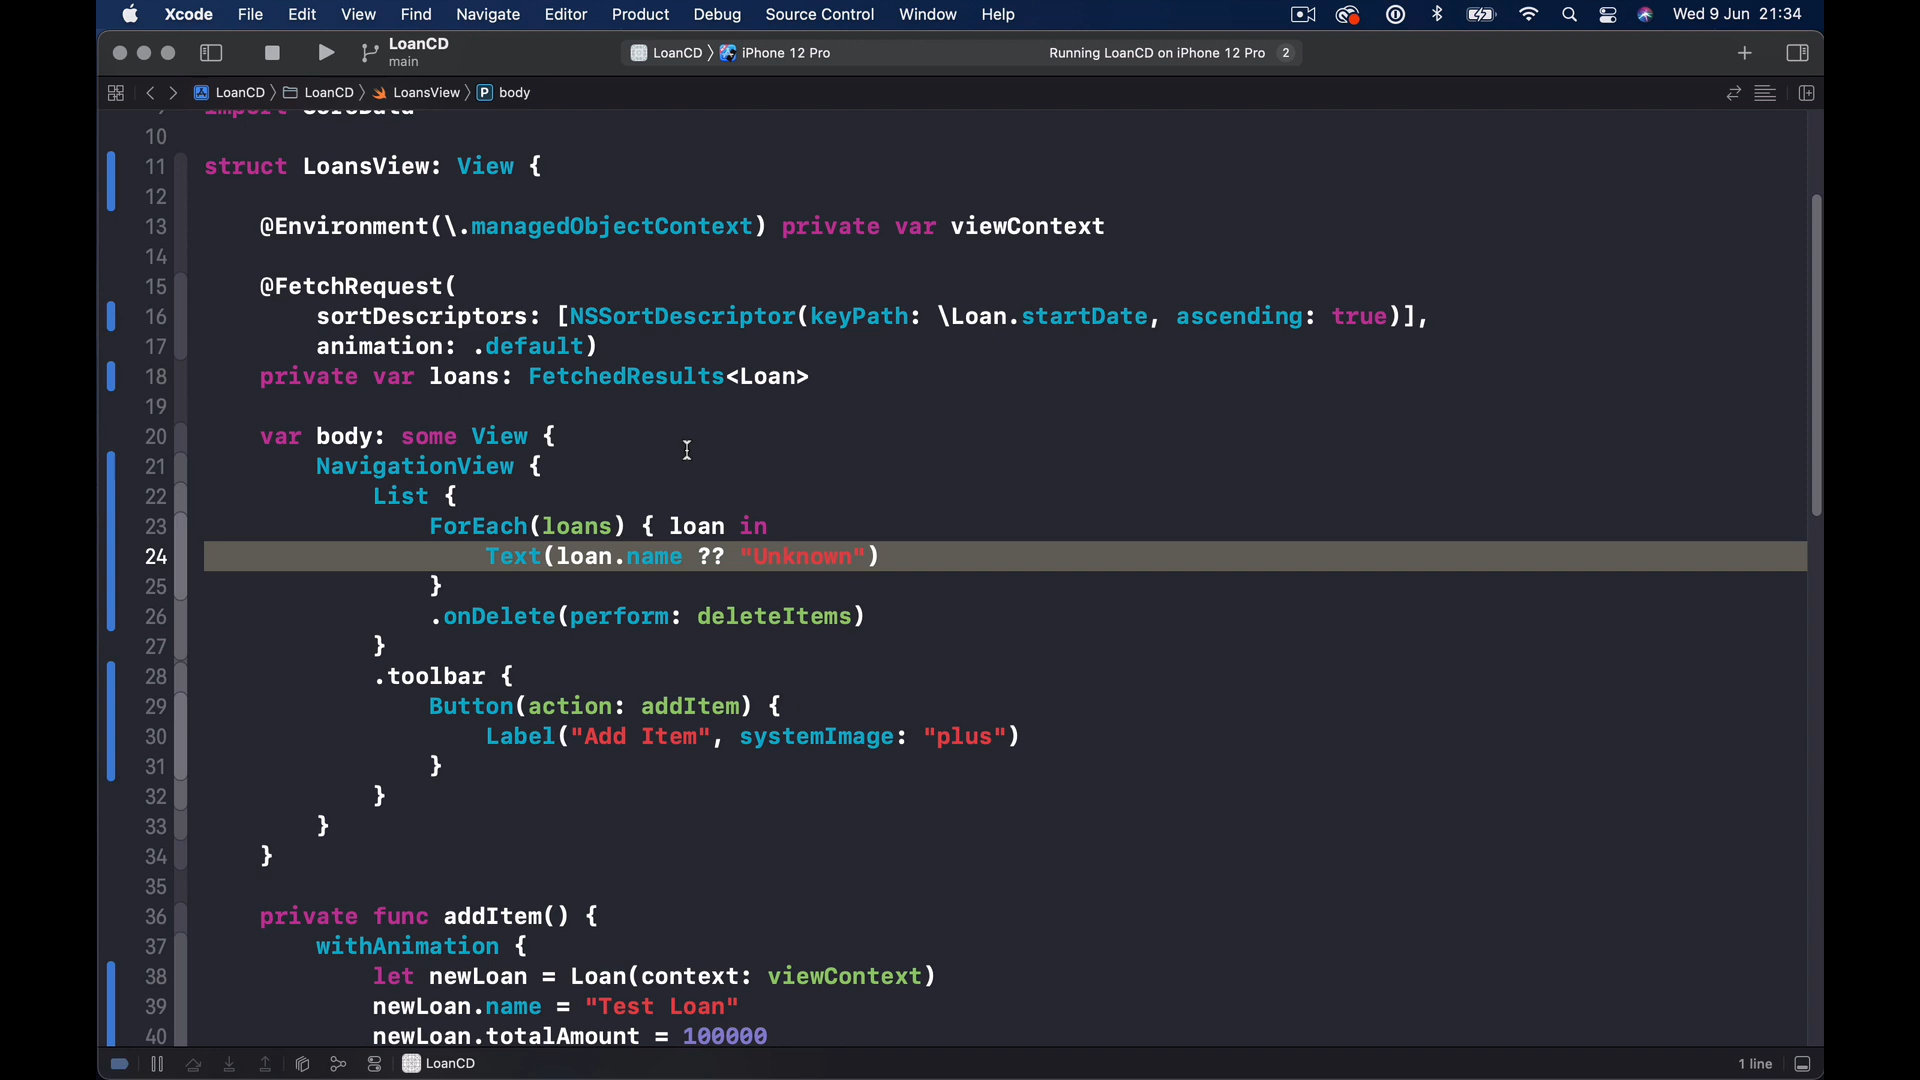 Xcode File Edit View Find Navigate Editor Product Debug Source Control Window Help Wed 9 Jun 21:34
LoanCD
main
LoanCD 〉 iPhone 12 Pro
Running LoanCD on iPhone 12 Pro 2
LoanCD 〉 LoanCD 〉 LoansView 〉 P body
10
11 struct LoansView: View {
12
13 @Environment(\.managedObjectContext) private var viewContext
14
15 @FetchRequest(
16 sortDescriptors: [NSSortDescriptor(keyPath: \Loan.startDate, ascending: true)],
17 animation: .default)
18 private var loans: FetchedResults<Loan>
19
20 var body: some View {
21 NavigationView {
22 List {
23 ForEach(loans) { loan in
24 Text(loan.name ?? "Unknown")
25 }
26 .onDelete(perform: deleteItems)
27 }
28 .toolbar {
29 Button(action: addItem) {
30 Label("Add Item", systemImage: "plus")
31 }
32 }
33 }
34 }
35
36 private func addItem() {
37 withAnimation {
38 let newLoan = Loan(context: viewContext)
39 newLoan.name = "Test Loan"
40 newLoan.totalAmount = 100000
LoanCD
1 line